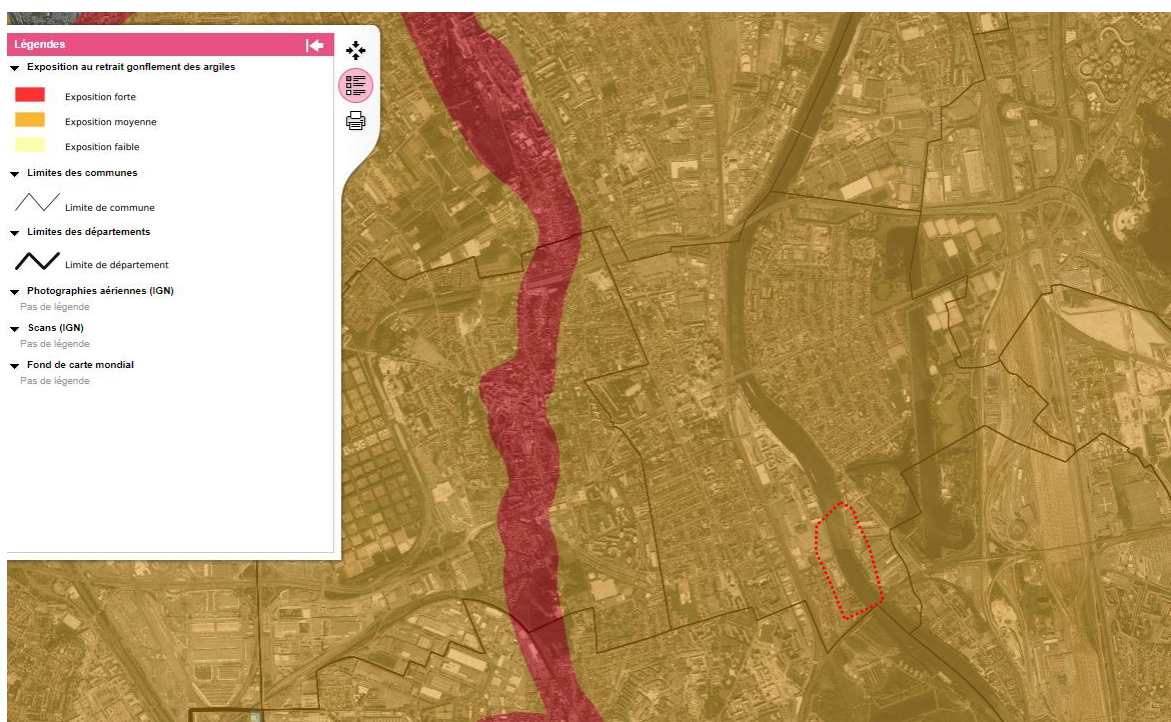 Légendes
Exposition au retrait gonflement des argiles
Exposition forte
Exposition moyenne
Exposition faible
Limites des communes
Limite de commune
Limites des départements
Limite de département
Photographies aériennes (IGN)
Pas de légende
Scans (IGN)
Pas de légende
Fond de carte mondial
Pas de légende